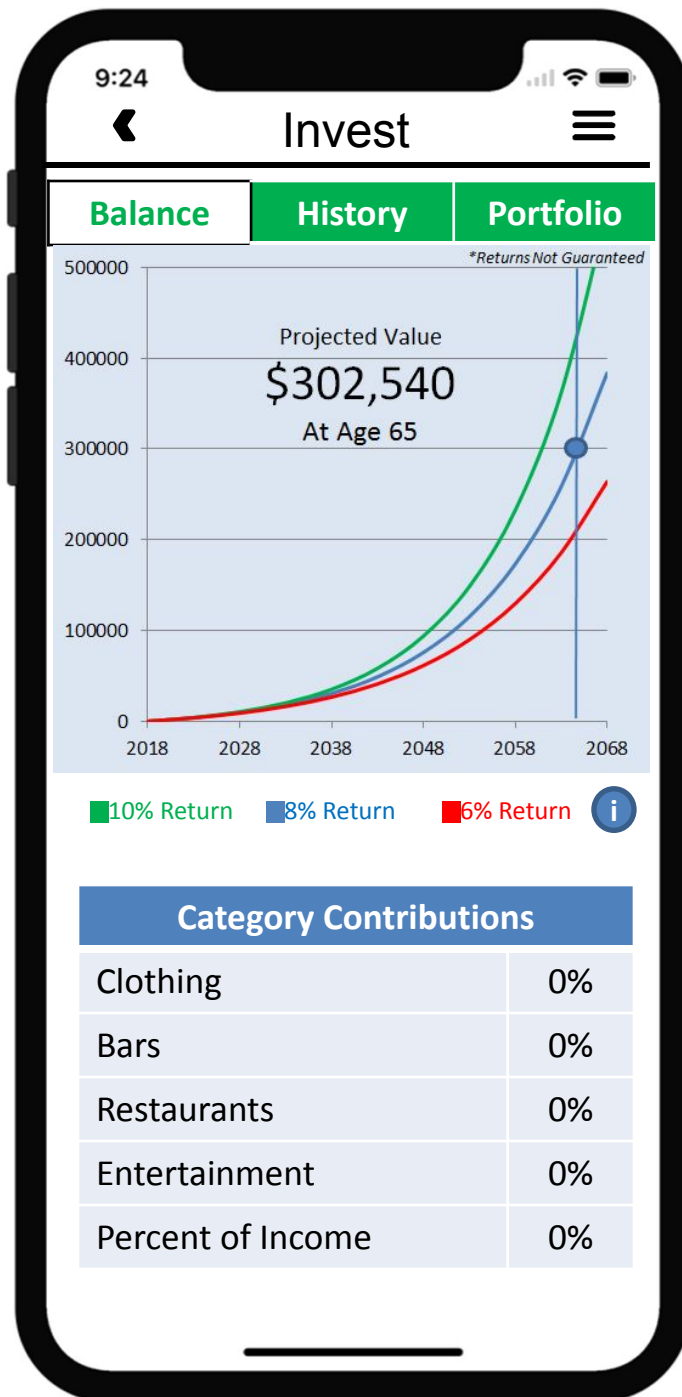 9:24
Invest
Balance History Portfolio
*Returns Not Guaranteed
500000
Projected Value
400000
$302,540
At Age 65
300000
200000
100000
0
2018 2028 2038 2048 2058 2068
10% Return 8% Return 6% Return i
Category Contributions
Clothing 0%
Bars 0%
Restaurants 0%
Entertainment 0%
Percent of Income 0%